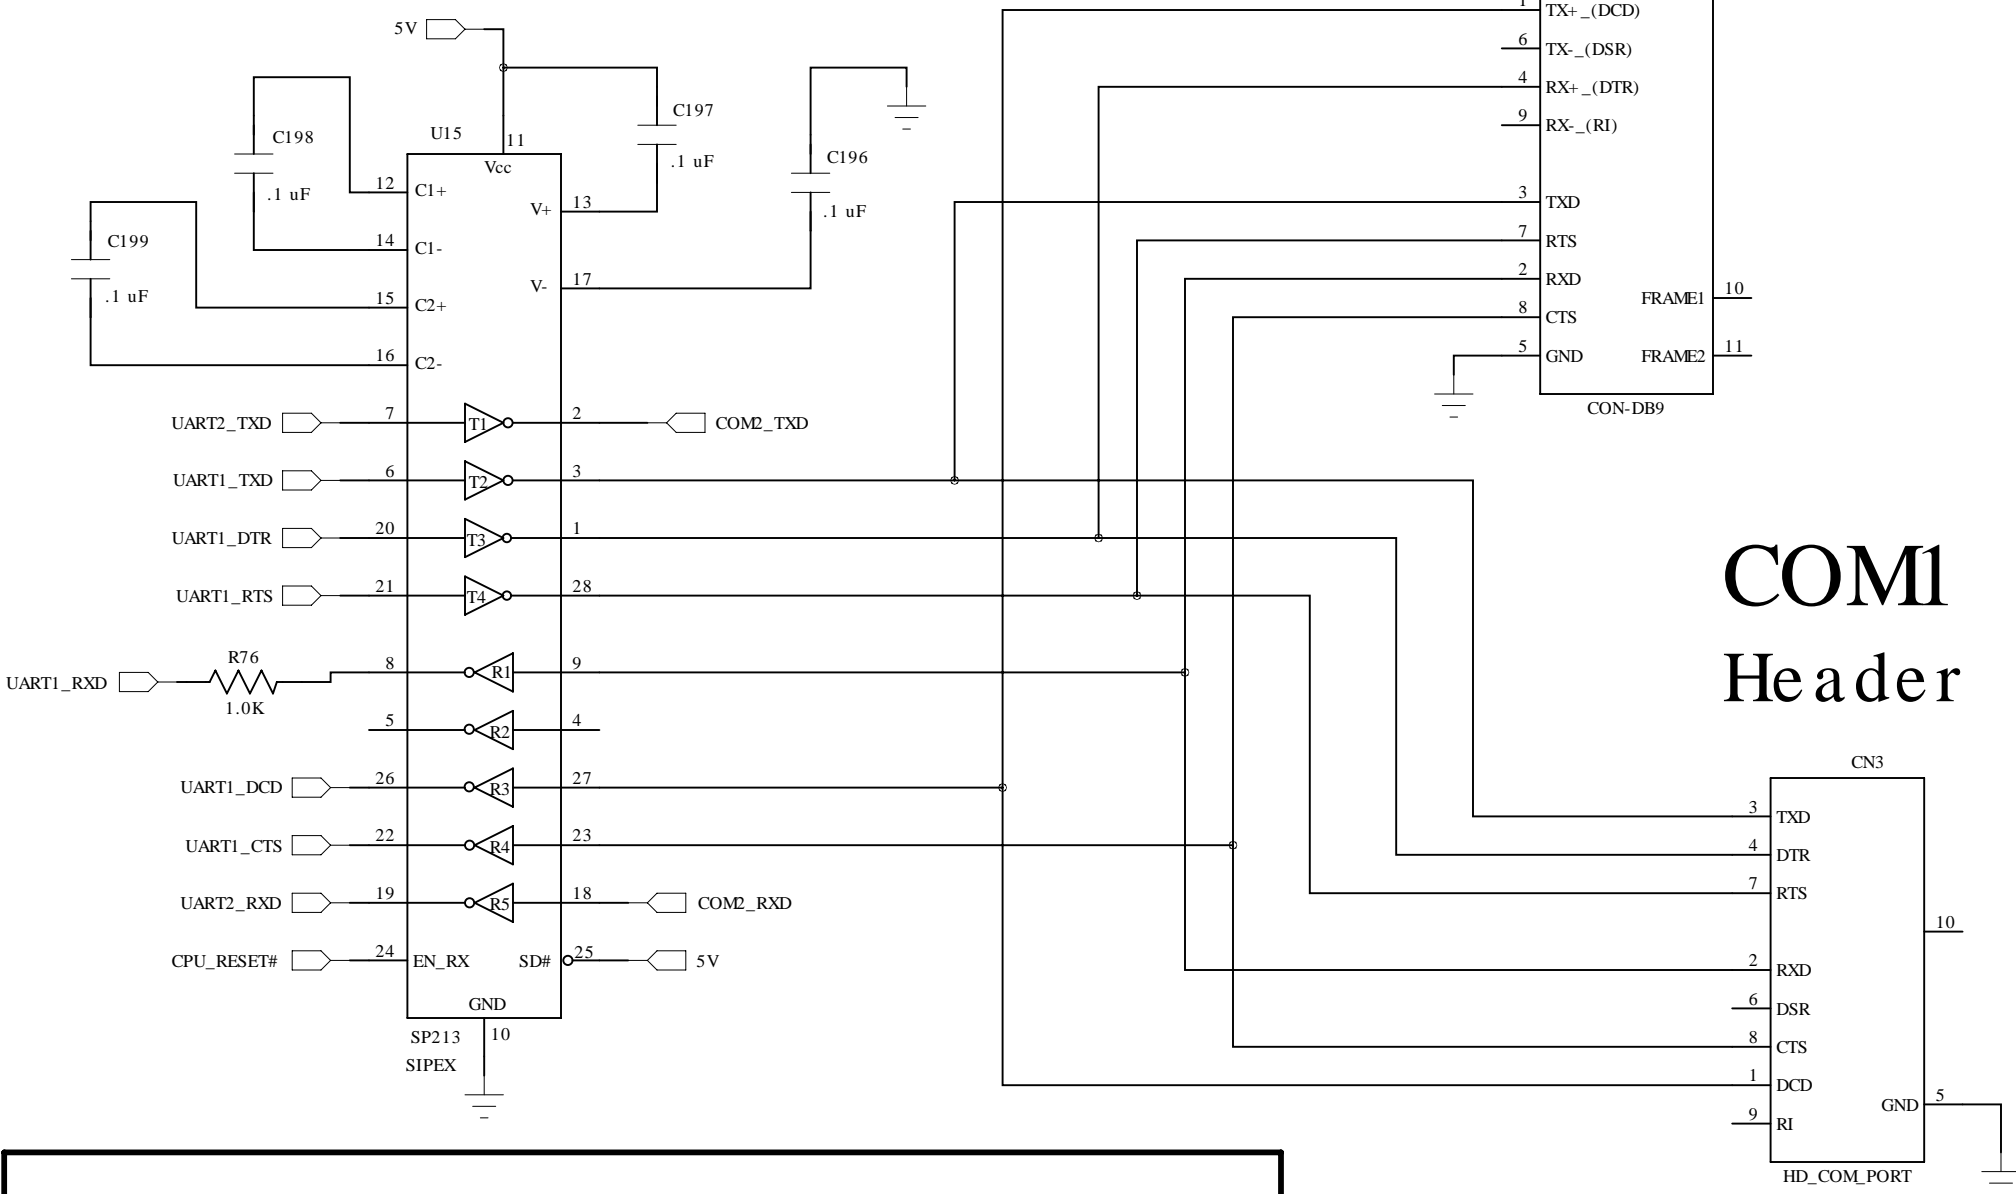 5V
C198
.1 uF
C199
.1 uF
C197
.1 uF
C196
.1 uF
U15
11
Vcc
12 C1+
14 C1-
15 C2+
16 C2-
V+ 13
V- 17
UART2_TXD 7 T1 2 COM2_TXD
UART1_TXD 6 T2 3
UART1_DTR 20 T3 1
UART1_RTS 21 T4 28
UART1_RXD R76 1.0K 8 R1 9
5 R2 4
UART1_DCD 26 R3 27
UART1_CTS 22 R4 23
UART2_RXD 19 R5 18 COM2_RXD
CPU_RESET# 24 EN_RX SD# 25 5V
GND
10
SP213
SIPEX
1 TX+_(DCD)
6 TX-_(DSR)
4 RX+_(DTR)
9 RX-_(RI)
3 TXD
7 RTS
2 RXD
8 CTS
5 GND
FRAME1 10
FRAME2 11
CON-DB9
COM1
Header
CN3
3 TXD
4 DTR
7 RTS
10
2 RXD
6 DSR
8 CTS
1 DCD
9 RI
GND 5
HD_COM_PORT